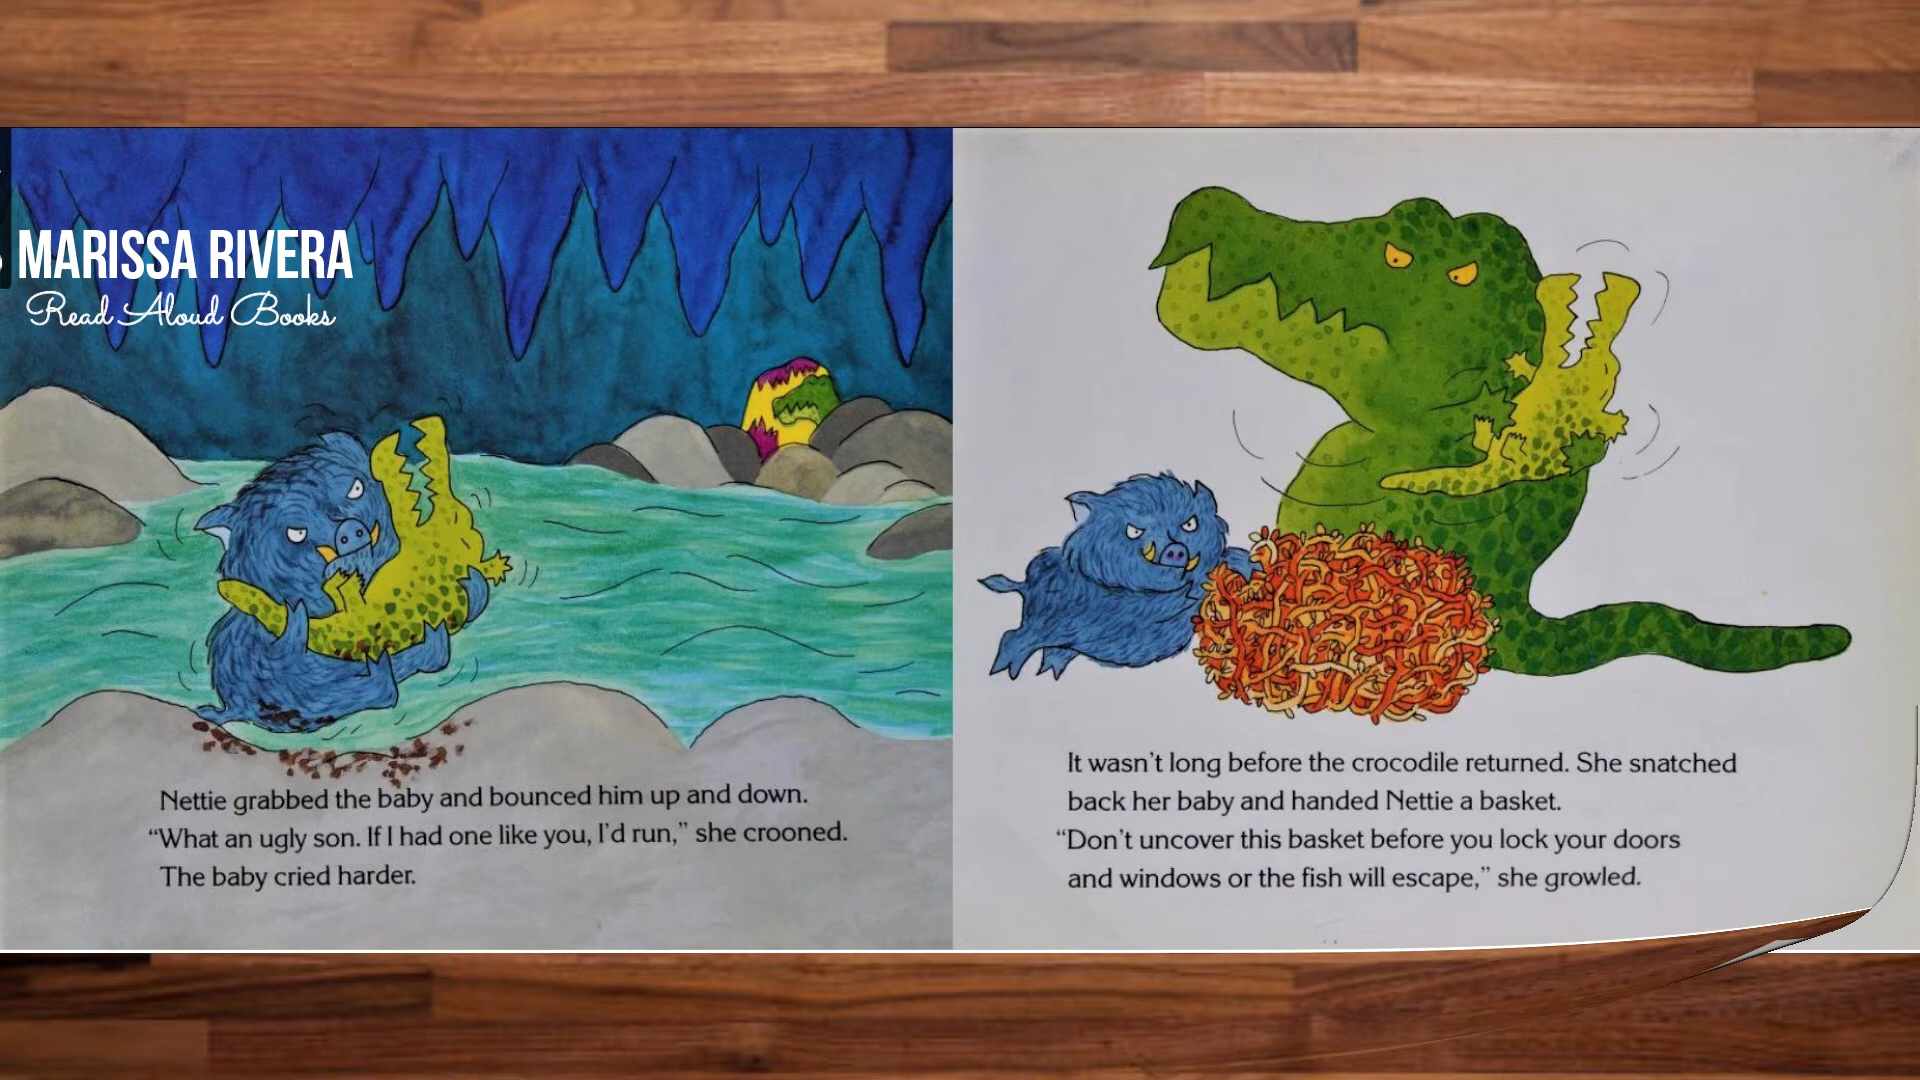 MARISSA RIVERA
Read Aloud Books
Nettie grabbed the baby and bounced him up and down.
“What an ugly son. If I had one like you, I’d run,” she crooned.
The baby cried harder.
It wasn’t long before the crocodile returned. She snatched
back her baby and handed Nettie a basket.
“Don’t uncover this basket before you lock your doors
and windows or the fish will escape,” she growled.